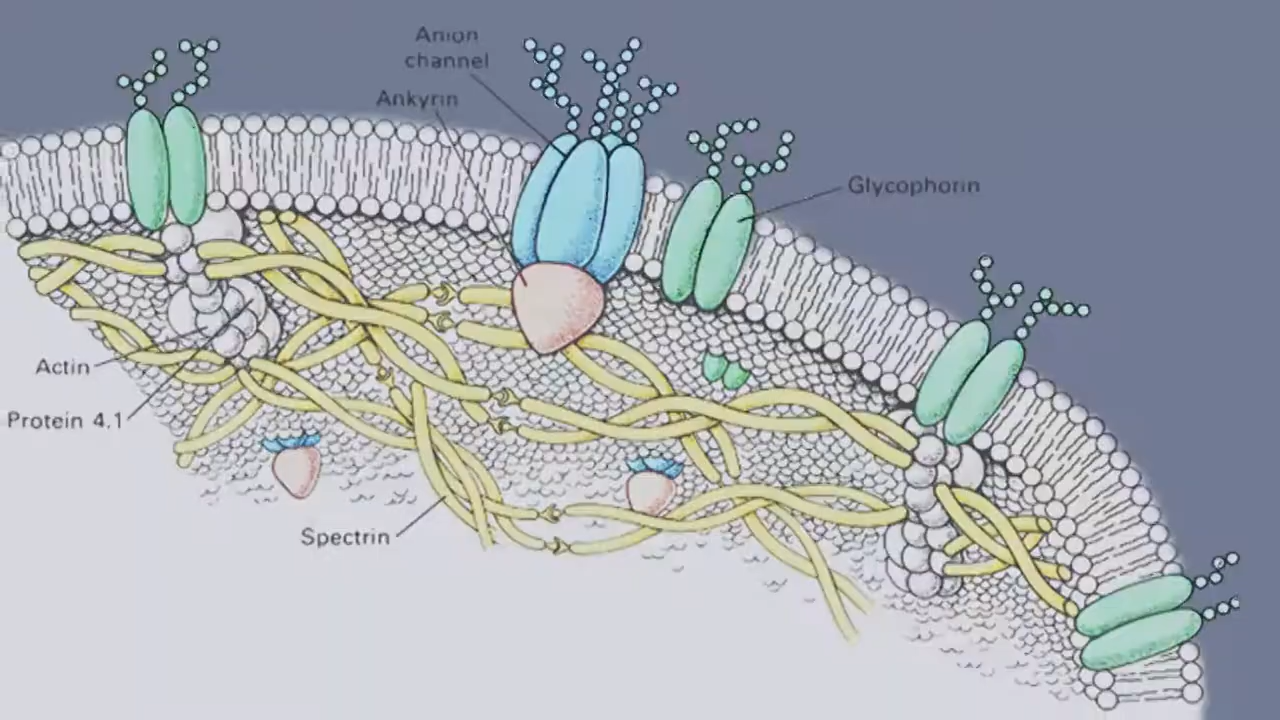 Anion
channel
Ankyrin
Glycophorin
Actin
Protein 4.1
Spectrin